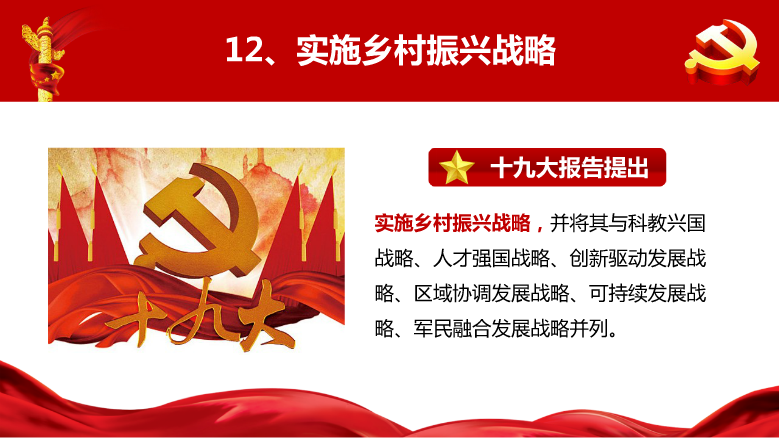 12、实施乡村振兴战略
十九大
十九大报告提出
实施乡村振兴战略，并将其与科教兴国
战略、人才强国战略、创新驱动发展战
略、区域协调发展战略、可持续发展战
略、军民融合发展战略并列。